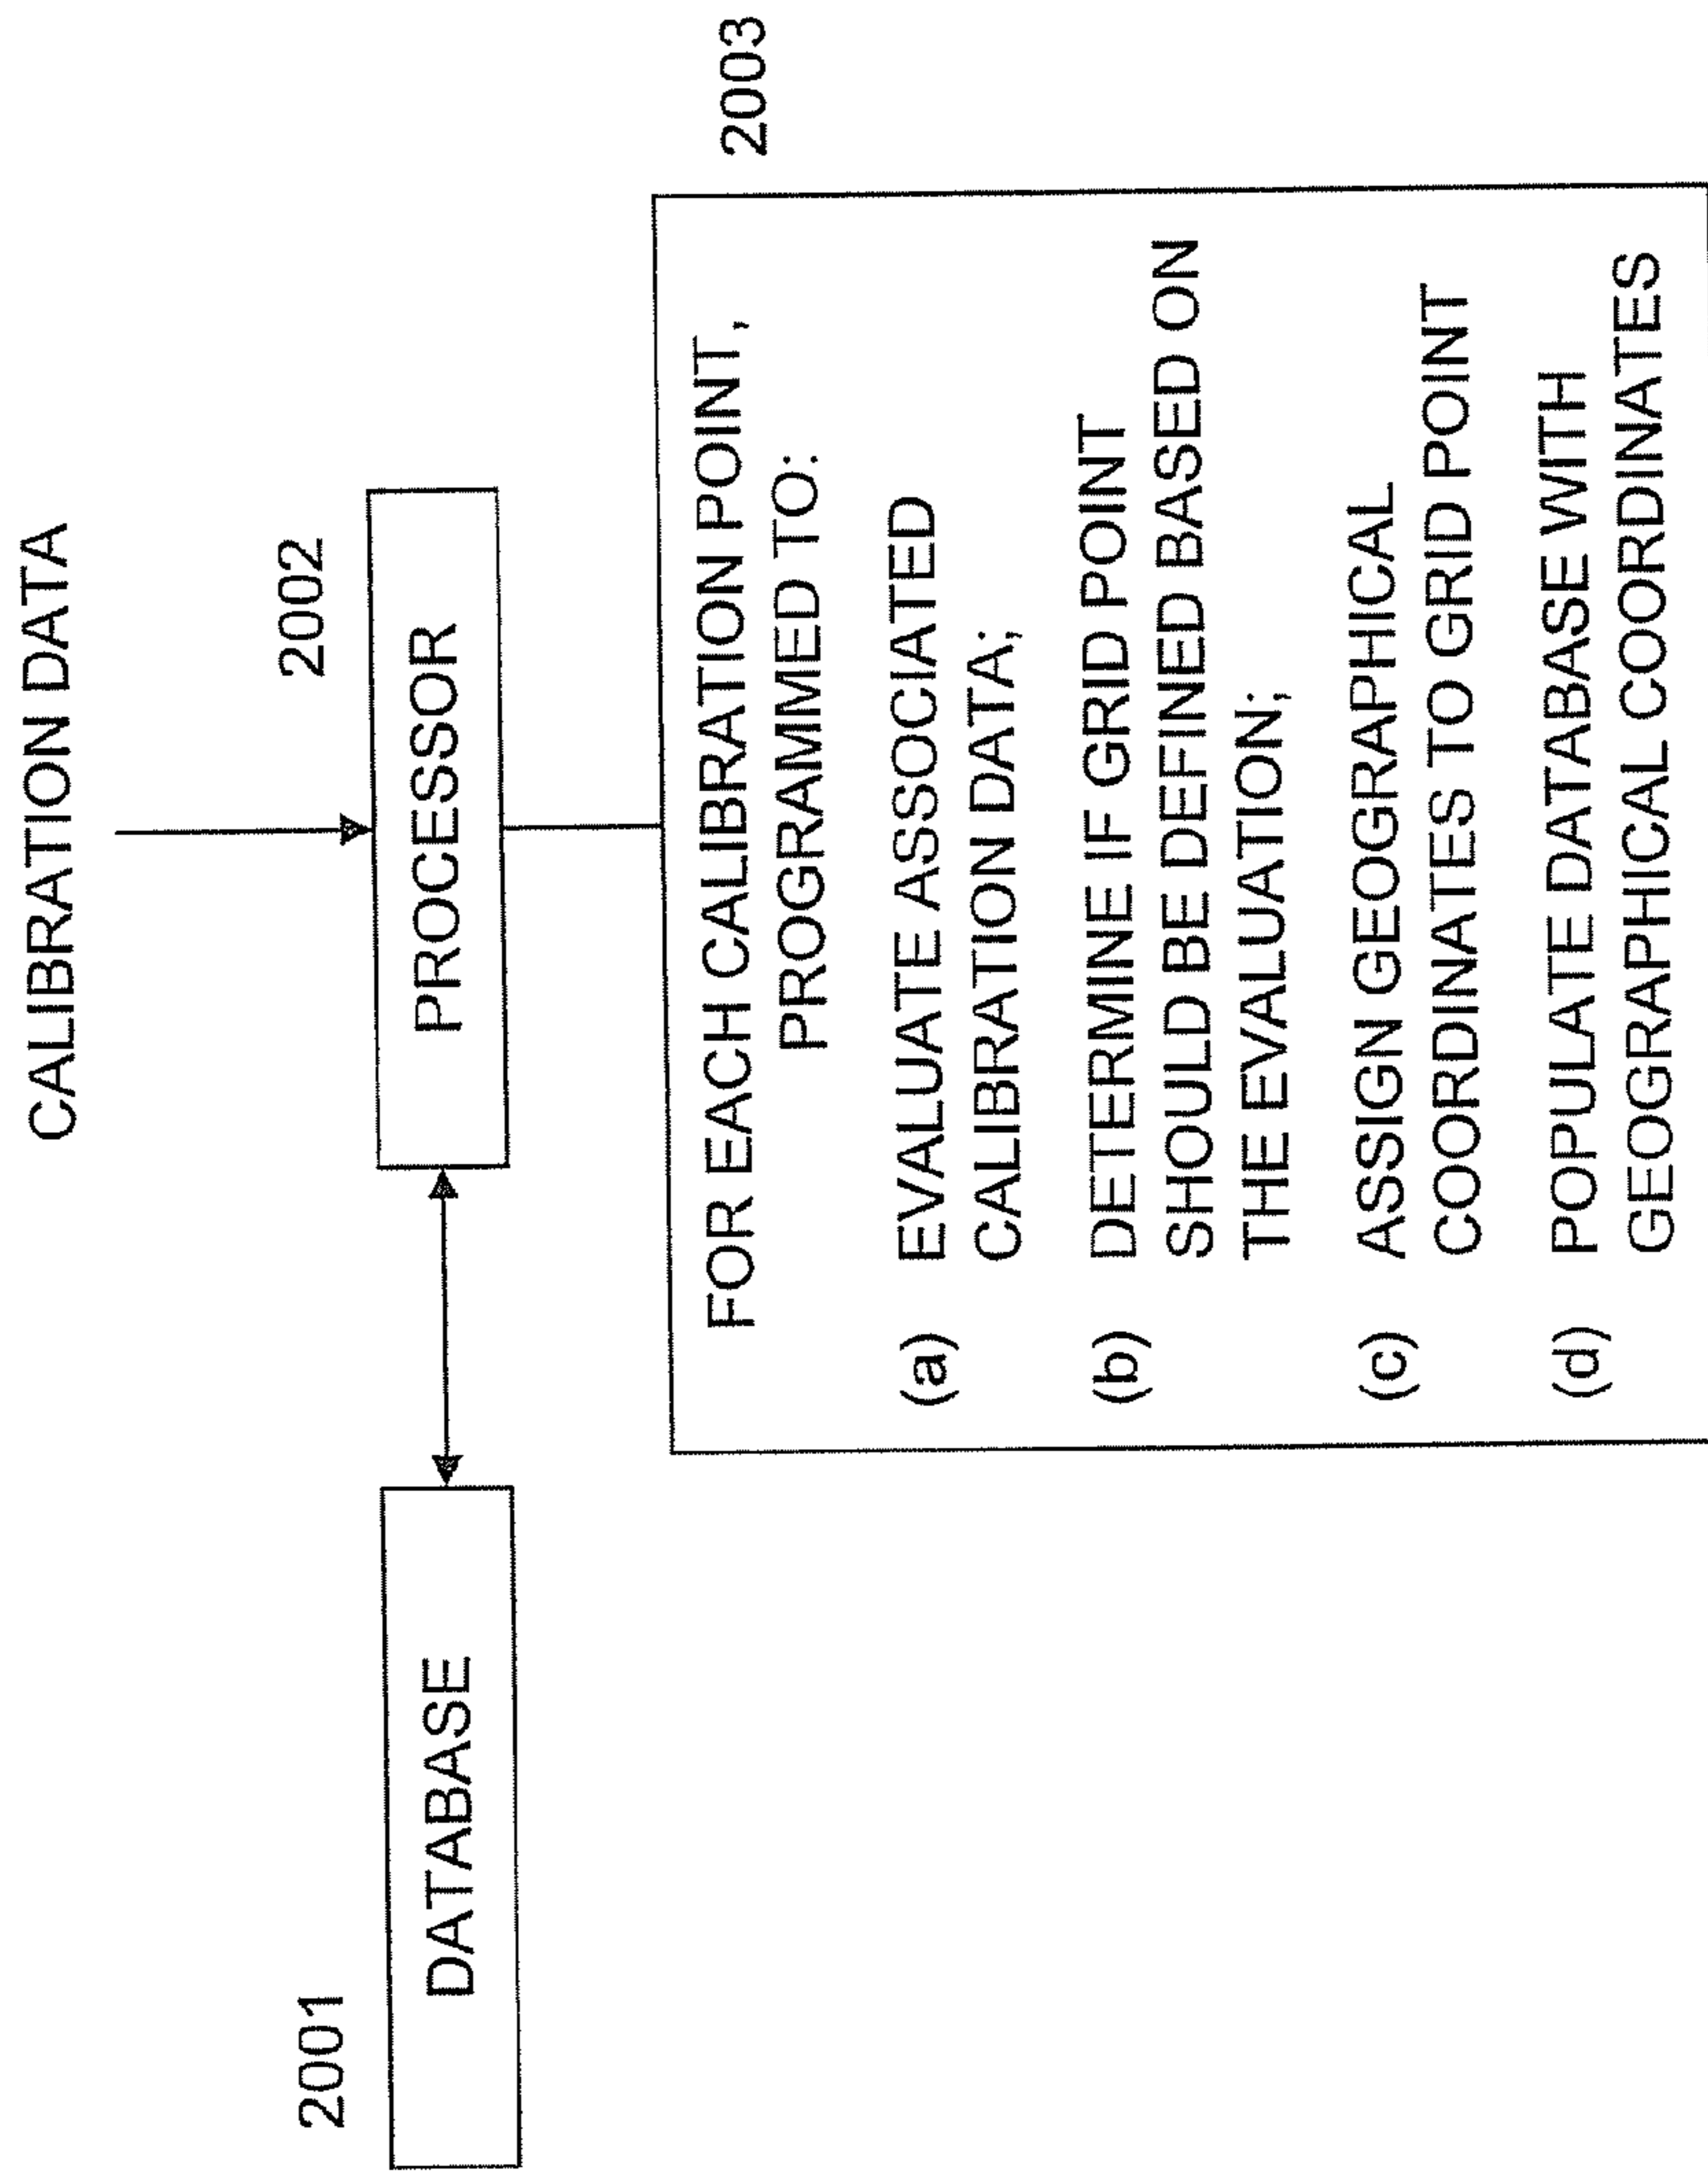 CALIBRATION DATA
2001
2002
DATABASE
PROCESSOR
2003
FOR EACH CALIBRATION POINT,
PROGRAMMED TO:
(a) EVALUATE ASSOCIATED
CALIBRATION DATA;
(b) DETERMINE IF GRID POINT
SHOULD BE DEFINED BASED ON
THE EVALUATION;
(c) ASSIGN GEOGRAPHICAL
COORDINATES TO GRID POINT
(d) POPULATE DATABASE WITH
GEOGRAPHICAL COORDINATES